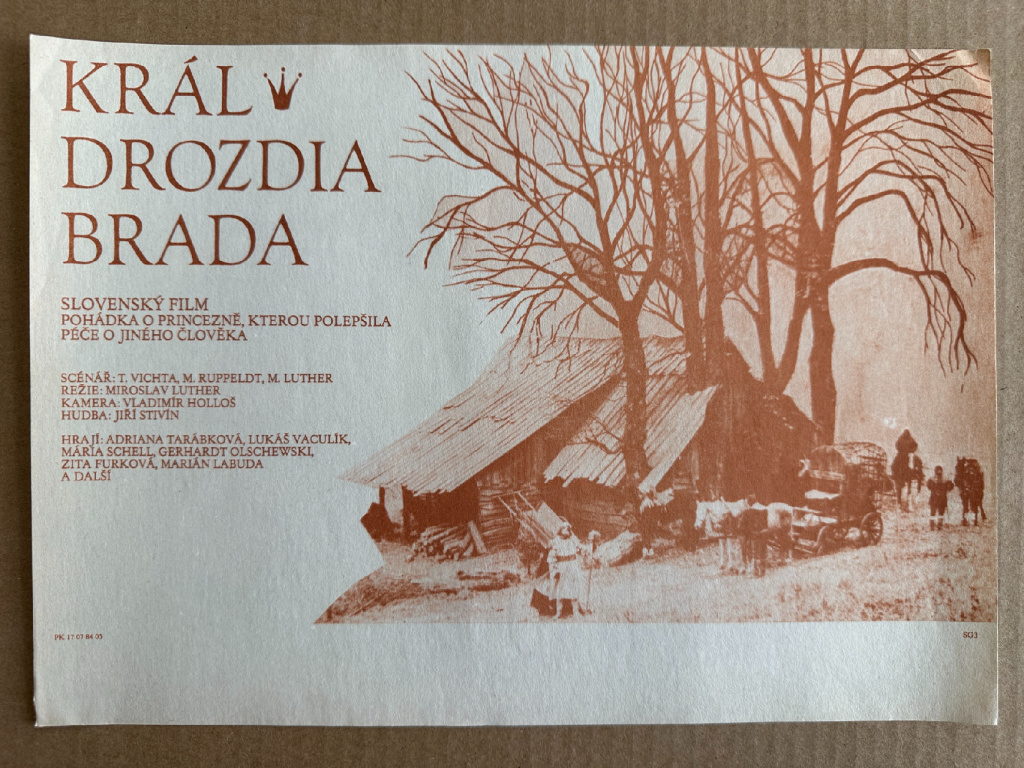 KRÁL
DROZDIA
BRADA
SLOVENSKÝ FILM
POHÁDKA O PRINCEZNĚ, KTEROU POLEPŠILA
PÉČE O JINÉHO ČLOVĚKA
SCÉNÁŘ: T. VICHTA, M. RUPPELDT, M. LUTHER
REŽIE: MIROSLAV LUTHER
KAMERA: VLADIMÍR HOLLOŠ
HUDBA: JIŘÍ STIVÍN
HRAJÍ: ADRIANA TARÁBKOVÁ, LUKÁŠ VACULÍK,
MARIA SCHELL, GERHARDT OLSCHEWSKI,
ZITA FURKOVÁ, MARIÁN LABUDA
A DALŠÍ
PK 17 07 84 05
SG3